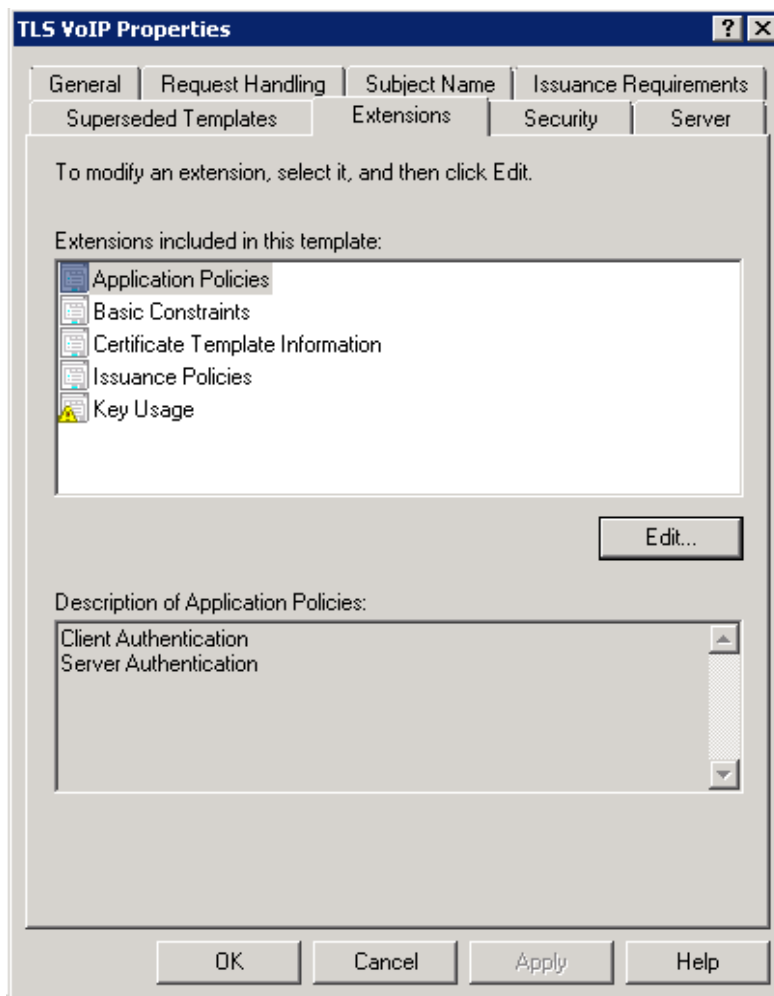 TLS VoIP Properties
General Request Handling Subject Name Issuance Requirements
Superseded Templates Extensions Security Server
To modify an extension, select it, and then click Edit.
Extensions included in this template:
Application Policies
Basic Constraints
Certificate Template Information
Issuance Policies
Key Usage
Edit...
Description of Application Policies:
Client Authentication
Server Authentication
OK Cancel Apply Help